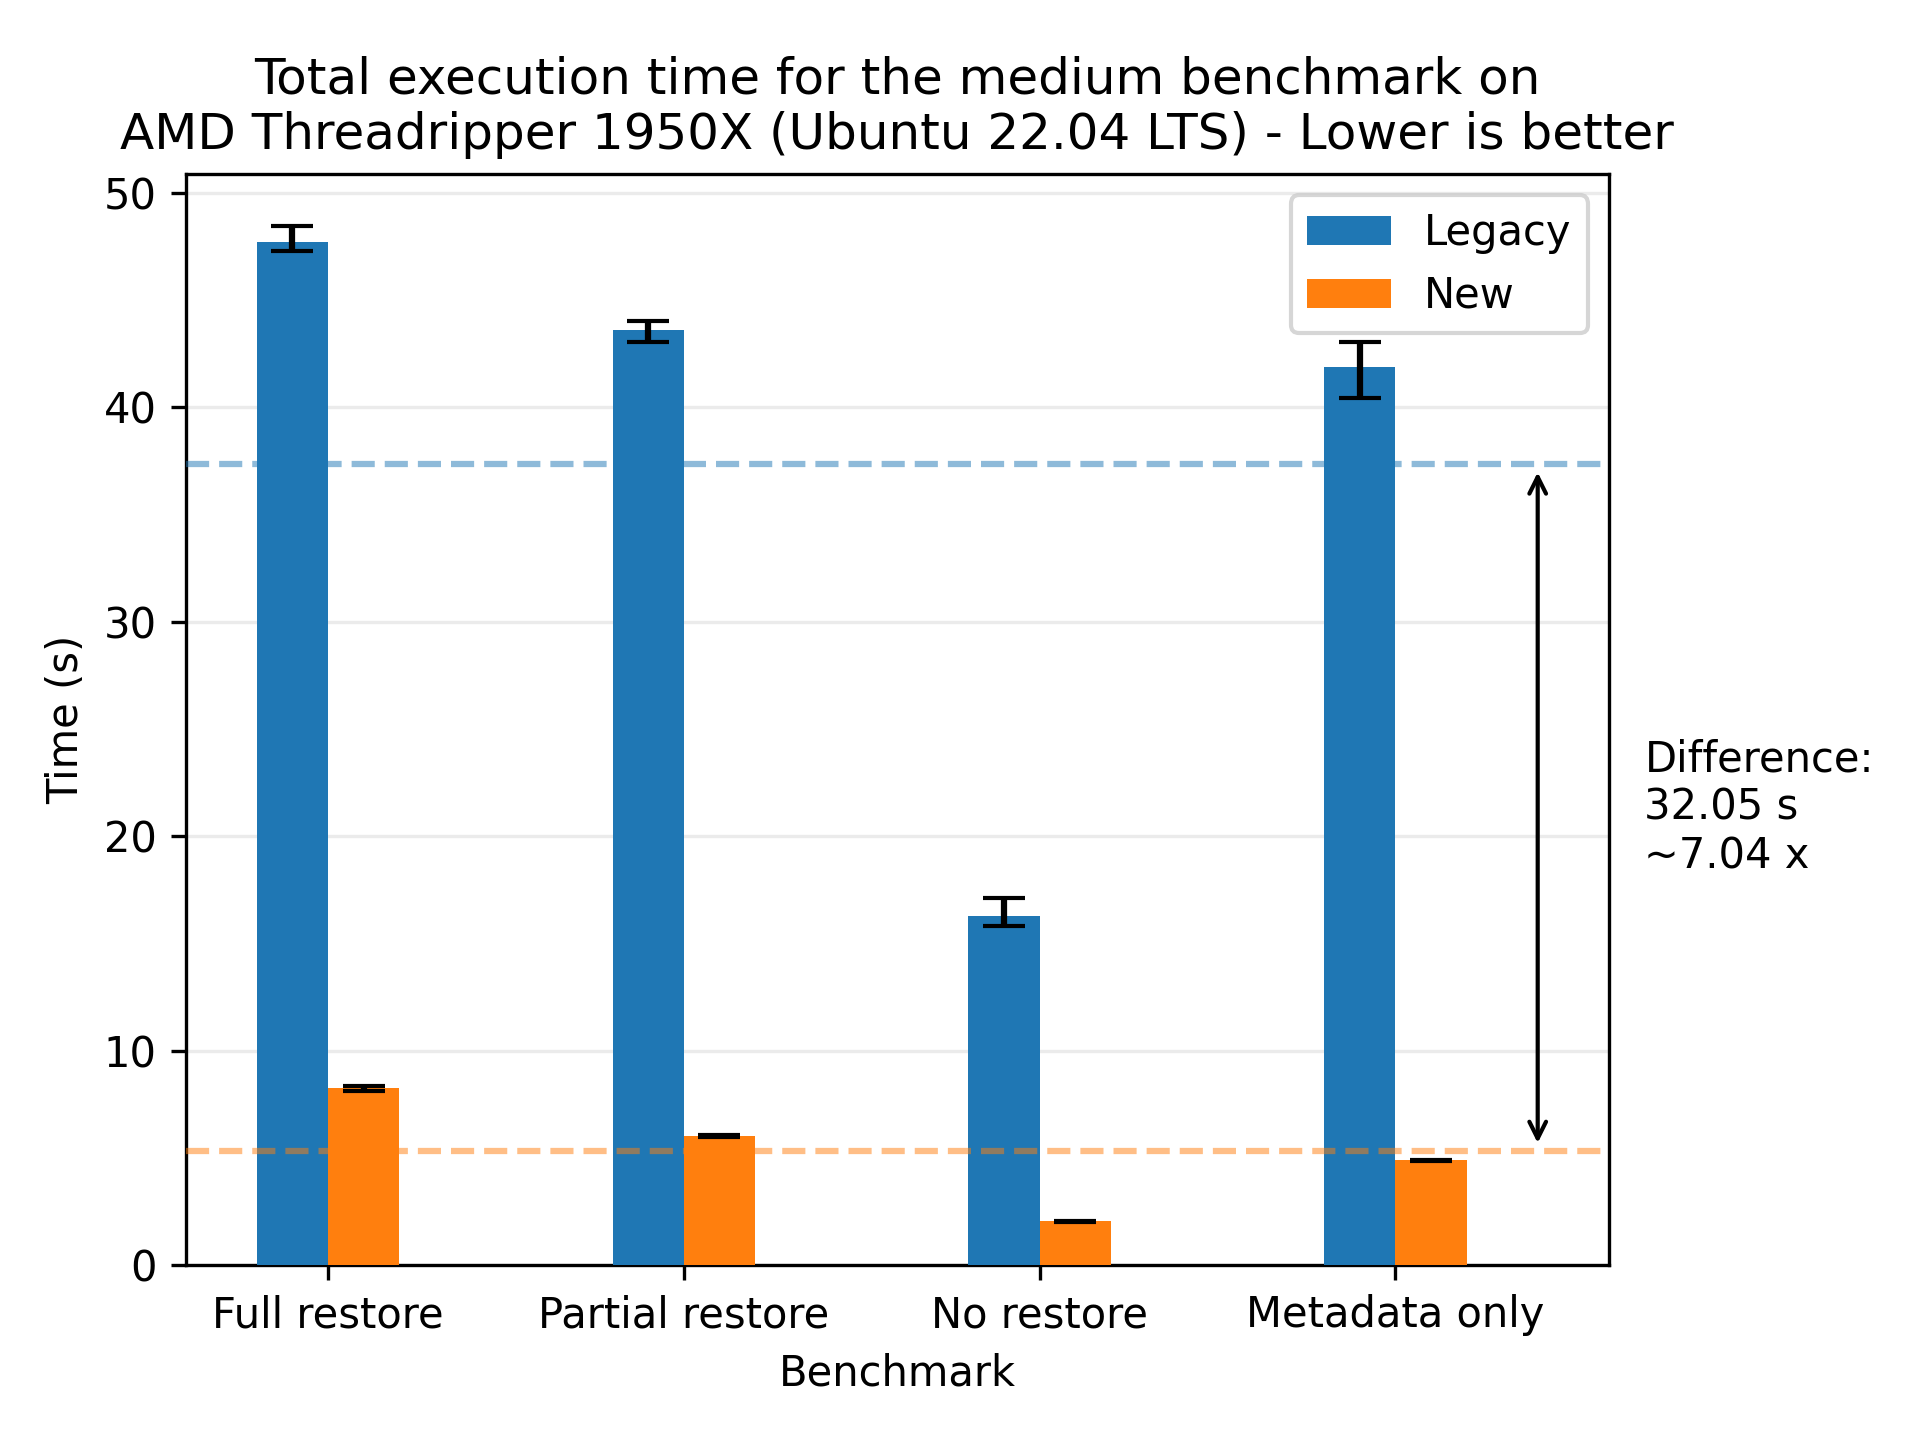 Total execution time for the medium benchmark on
AMD Threadripper 1950X (Ubuntu 22.04 LTS) - Lower is better
Legacy
New
50
40
30
20
10
0
Time (s)
Difference:
32.05 s
~7.04 x
Full restore
Partial restore
No restore
Metadata only
Benchmark